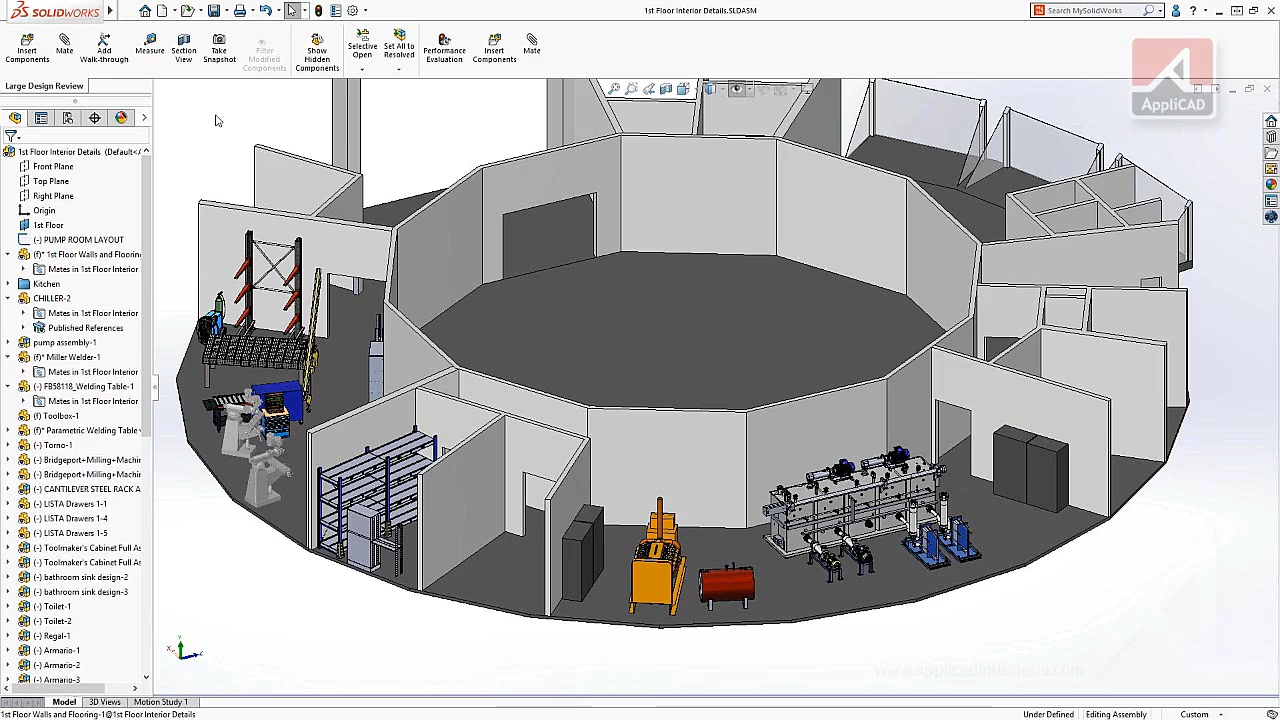 SOLIDWORKS
1st Floor Interior Details.SLDASM
Search MySolidWorks
Insert Components
Mate
Add Walk-through
Measure
Section View
Take Snapshot
Filter Modified Components
Show Hidden Components
Selective Open
Set All to Resolved
Performance Evaluation
Insert Components
Mate
AppliCAD
Large Design Review
1st Floor Interior Details (Default<
Front Plane
Top Plane
Right Plane
Origin
1st Floor
(-) PUMP ROOM LAYOUT
(f)* 1st Floor Walls and Floorin
Mates in 1st Floor Interior
Kitchen
CHILLER-2
Mates in 1st Floor Interior
Published References
pump assembly-1
(f)* Miller Welder-1
Mates in 1st Floor Interior
(-) FB58118_Welding Table-1
Mates in 1st Floor Interior
(f) Toolbox-1
(f)* Parametric Welding Table
(-) Torno-1
(-) Bridgeport+Milling+Machin
(-) Bridgeport+Milling+Machin
(-) CANTILEVER STEEL RACK A
(-) LISTA Drawers 1-1
(-) LISTA Drawers 1-4
(-) LISTA Drawers 1-5
(-) Toolmaker's Cabinet Full As
(-) Toolmaker's Cabinet Full As
(-) bathroom sink design-2
(-) bathroom sink design-3
(-) Toilet-1
(-) Toilet-2
(-) Regal-1
(-) Armario-1
(-) Armario-2
(-) Armario-3
www.applicadindonesia.com
Model
3D Views
Motion Study 1
1st Floor Walls and Flooring-1@1st Floor Interior Details
Under Defined
Editing Assembly
Custom